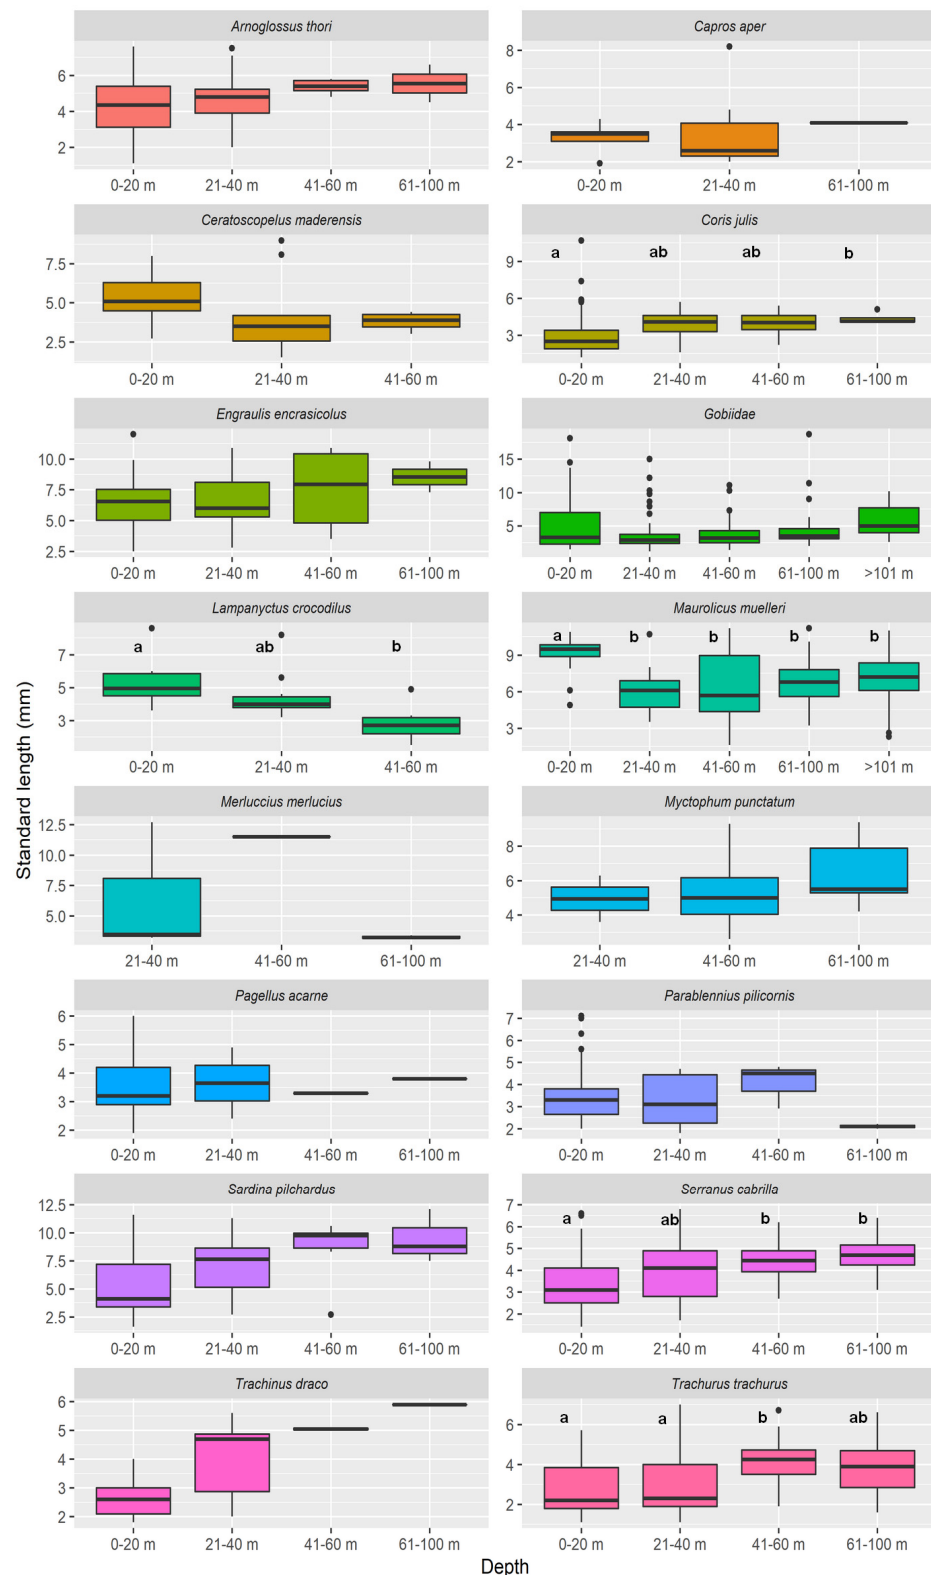 Arnoglossus thori
Capros aper
6
4
2
8
6
4
2
0-20 m 21-40 m 41-60 m 61-100 m
0-20 m 21-40 m 61-100 m
Ceratoscopelus maderensis
Coris julis
7.5
5.0
2.5
9
6
3
a ab ab b
0-20 m 21-40 m 41-60 m
0-20 m 21-40 m 41-60 m 61-100 m
Engraulis encrasicolus
Gobiidae
10.0
7.5
5.0
2.5
15
10
5
0-20 m 21-40 m 41-60 m 61-100 m
0-20 m 21-40 m 41-60 m 61-100 m >101 m
Lampanyctus crocodilus
Maurolicus muelleri
7
5
3
a ab b
9
6
3
a b b b b
0-20 m 21-40 m 41-60 m
0-20 m 21-40 m 41-60 m 61-100 m >101 m
Standard length (mm)
Merluccius merlucius
Myctophum punctatum
12.5
10.0
7.5
5.0
8
6
4
21-40 m 41-60 m 61-100 m
21-40 m 41-60 m 61-100 m
Pagellus acarne
Parablennius pilicornis
6
5
4
3
2
7
6
5
4
3
2
0-20 m 21-40 m 41-60 m 61-100 m
0-20 m 21-40 m 41-60 m 61-100 m
Sardina pilchardus
Serranus cabrilla
12.5
10.0
7.5
5.0
2.5
7
6
5
4
3
2
a ab b b
0-20 m 21-40 m 41-60 m 61-100 m
0-20 m 21-40 m 41-60 m 61-100 m
Trachinus draco
Trachurus trachurus
6
5
4
3
2
6
4
2
a a b ab
0-20 m 21-40 m 41-60 m 61-100 m
0-20 m 21-40 m 41-60 m 61-100 m
Depth